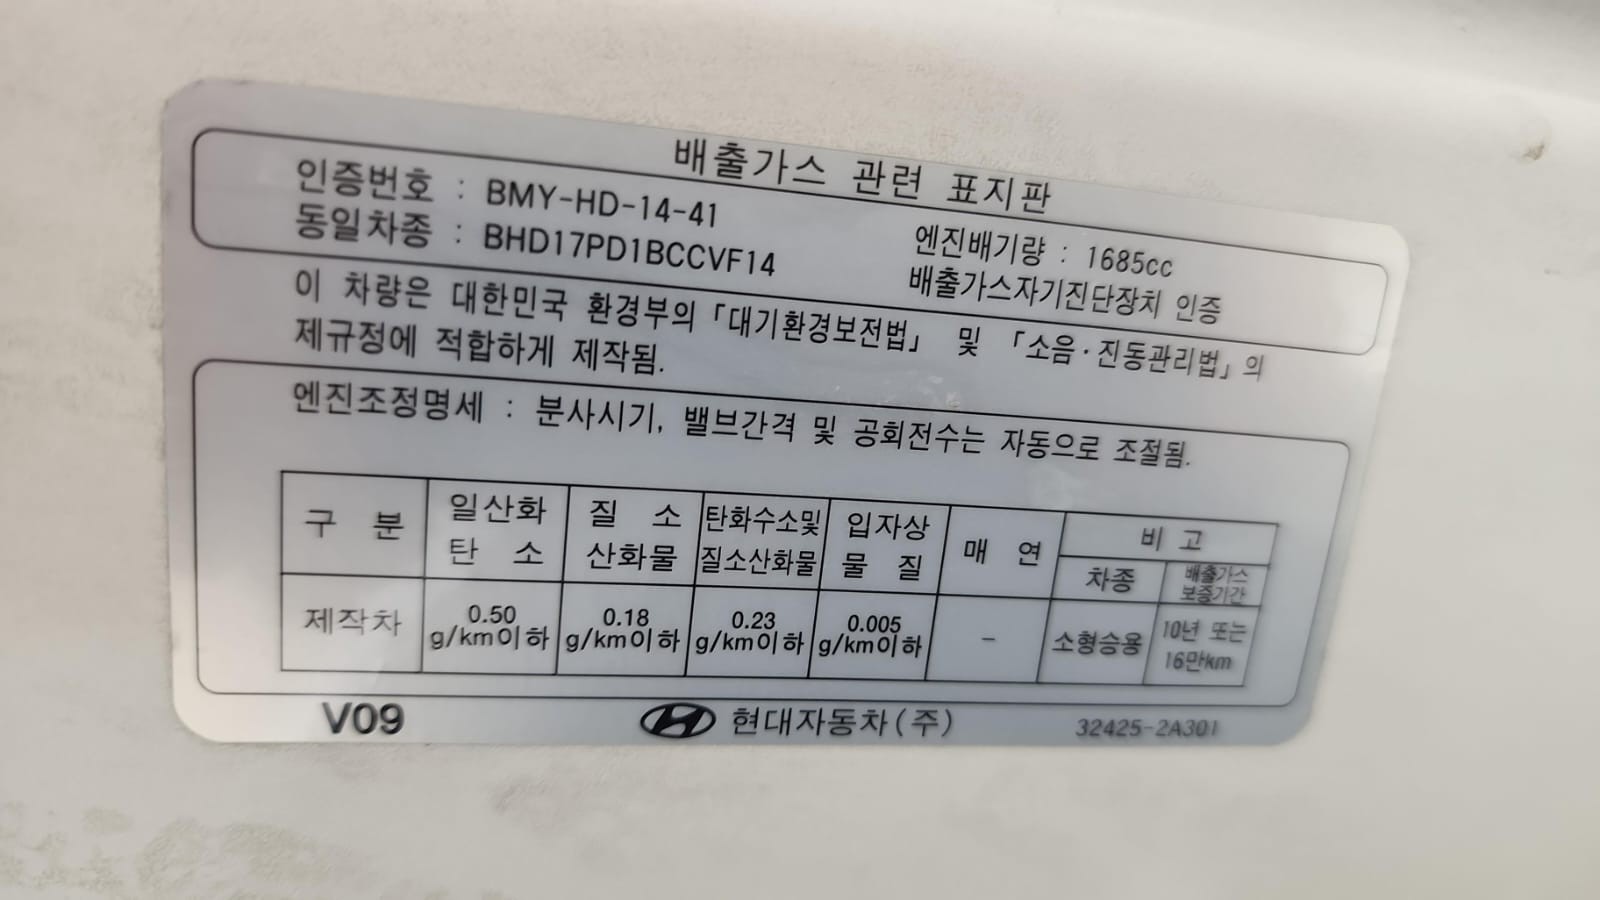 배출가스 관련 표지판
인증번호 : BMY-HD-14-41
엔진배기량 : 1685cc
동일차종 : BHD17PD1BCCVF14
배출가스자기진단장치 인증
이 차량은 대한민국 환경부의 「대기환경보전법」 및 「소음·진동관리법」의
제규정에 적합하게 제작됨.
엔진조정명세 : 분사시기, 밸브간격 및 공회전수는 자동으로 조절됨.
구 분 일산화 탄 소 질 소 산화물 탄화수소및 질소산화물 입자상 물 질 매 연 비 고
차종 배출가스 보증기간
제작차 0.50 g/km이하 0.18 g/km이하 0.23 g/km이하 0.005 g/km이하 - 소형승용 10년 또는 16만km
V09 현대자동차(주) 32425-2A301